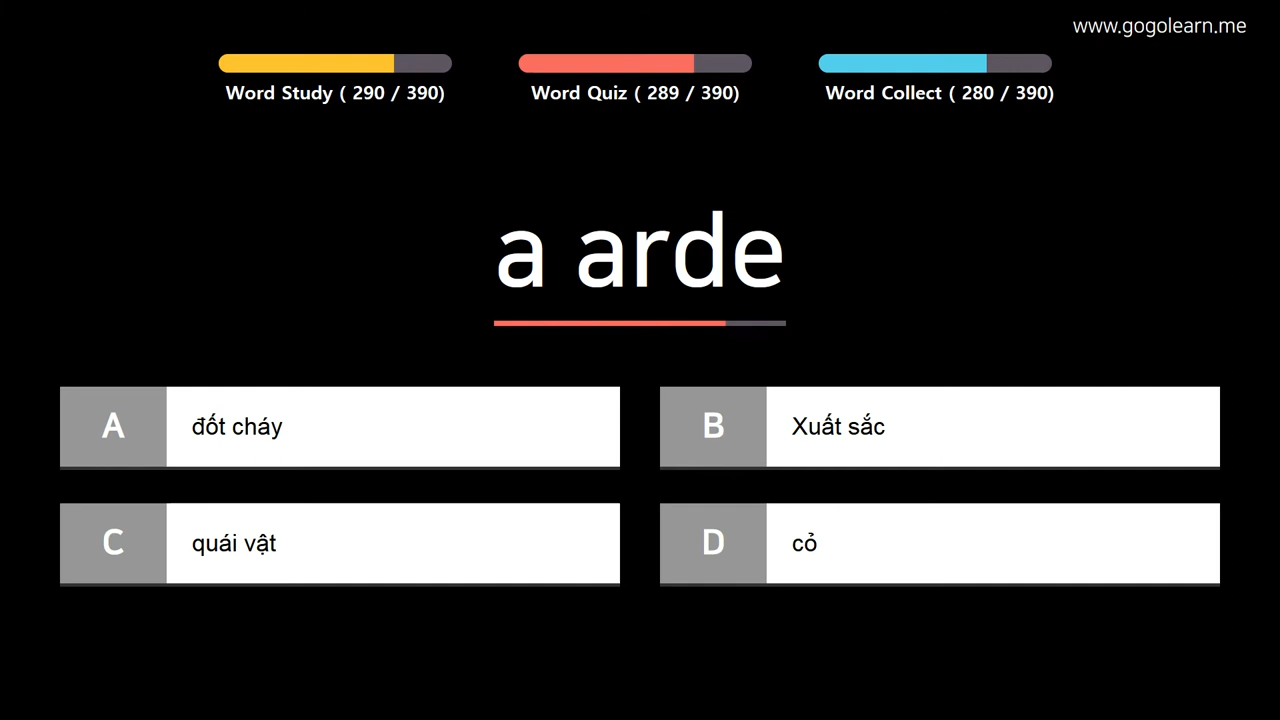 www.gogolearn.me
Word Study ( 290 / 390)
Word Quiz ( 289 / 390)
Word Collect ( 280 / 390)
a arde
A đốt cháy
B Xuất sắc
C quái vật
D cỏ